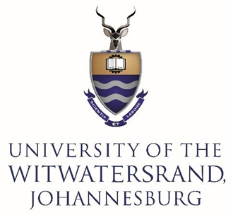 UNIVERSITY OF THE
WITWATERSRAND,
JOHANNESBURG